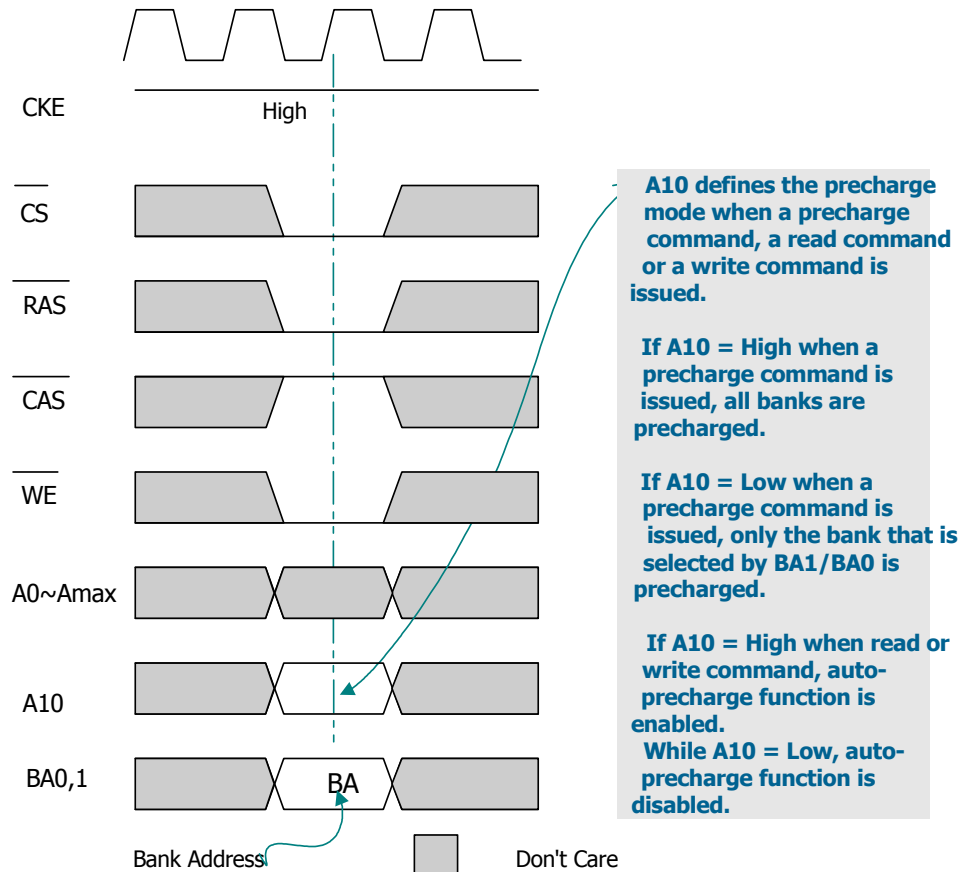 CKE
High
CS
RAS
CAS
WE
A0~Amax
A10
BA0,1
BA
Bank Address
Don't Care
A10 defines the precharge
mode when a precharge
command, a read command
or a write command is
issued.
If A10 = High when a
precharge command is
issued, all banks are
precharged.
If A10 = Low when a
precharge command is
issued, only the bank that is
selected by BA1/BA0 is
precharged.
If A10 = High when read or
write command, auto-
precharge function is
enabled.
While A10 = Low, auto-
precharge function is
disabled.